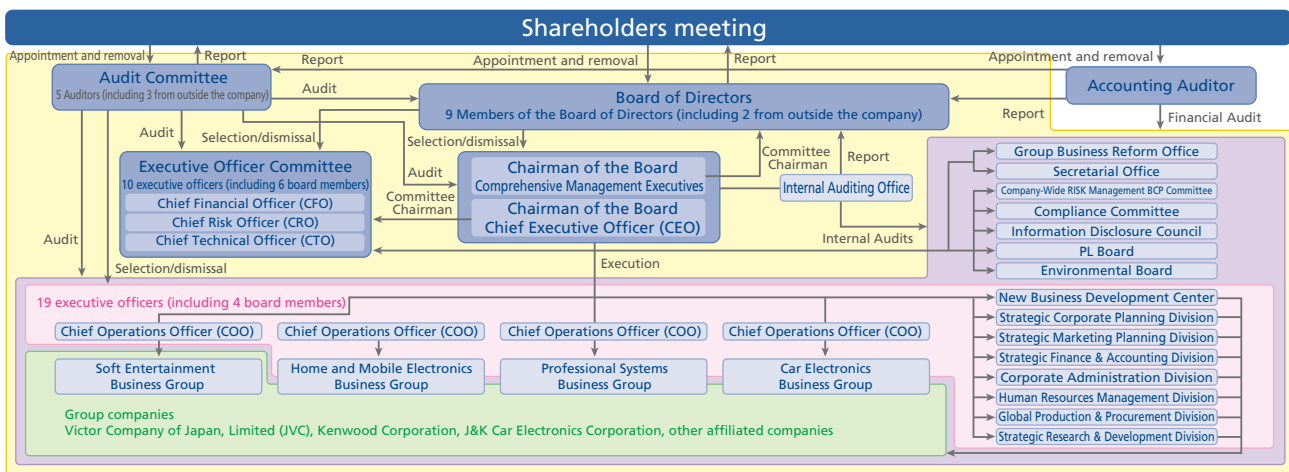 Shareholders meeting
Appointment and removal
Report
Report
Appointment and removal
Report
Appointment and removal
Audit Committee
5 Auditors (including 3 from outside the company)
Audit
Board of Directors
9 Members of the Board of Directors (including 2 from outside the company)
Accounting Auditor
Report
Financial Audit
Audit
Selection/dismissal
Selection/dismissal
Executive Officer Committee
10 executive officers (including 6 board members)
Chief Financial Officer (CFO)
Chief Risk Officer (CRO)
Chief Technical Officer (CTO)
Audit
Committee
Chairman
Chairman of the Board
Comprehensive Management Executives
Chairman of the Board
Chief Executive Officer (CEO)
Committee
Chairman
Report
Internal Auditing Office
Internal Audits
Group Business Reform Office
Secretarial Office
Company-Wide RISK Management BCP Committee
Compliance Committee
Information Disclosure Council
PL Board
Environmental Board
Audit
Selection/dismissal
Execution
19 executive officers (including 4 board members)
Chief Operations Officer (COO)
Chief Operations Officer (COO)
Chief Operations Officer (COO)
Chief Operations Officer (COO)
Soft Entertainment
Business Group
Home and Mobile Electronics
Business Group
Professional Systems
Business Group
Car Electronics
Business Group
New Business Development Center
Strategic Corporate Planning Division
Strategic Marketing Planning Division
Strategic Finance & Accounting Division
Corporate Administration Division
Human Resources Management Division
Global Production & Procurement Division
Strategic Research & Development Division
Group companies
Victor Company of Japan, Limited (JVC), Kenwood Corporation, J&K Car Electronics Corporation, other affiliated companies